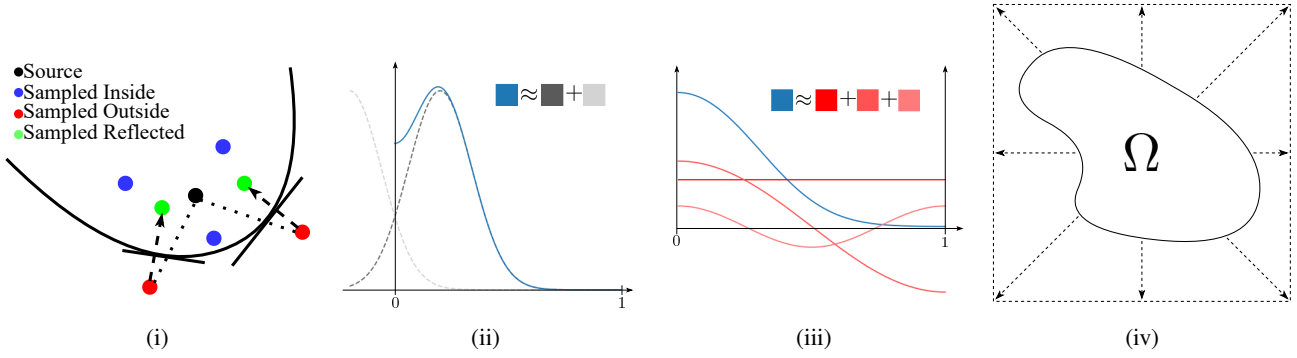 Source
Sampled Inside
Sampled Outside
Sampled Reflected
(i)
≈ +
0
1
(ii)
≈ + +
0
1
(iii)
Ω
(iv)